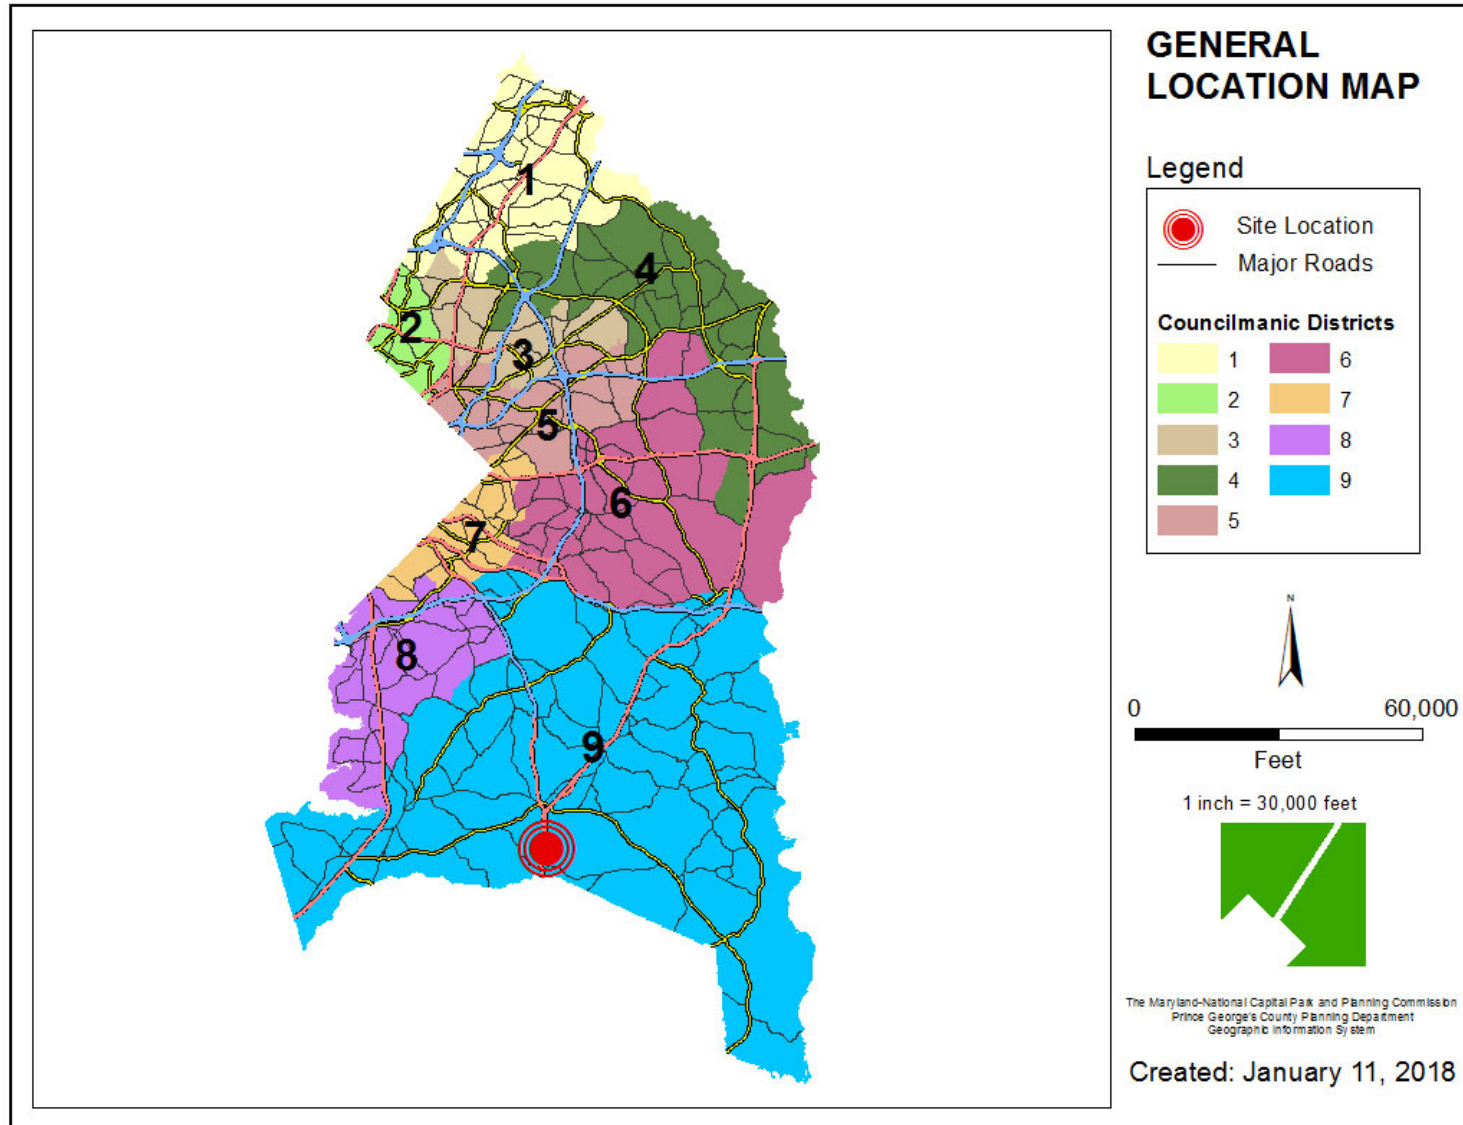 GENERAL
LOCATION MAP
Legend
Site Location
Major Roads
Councilmanic Districts
1
2
3
4
5
6
7
8
9
1
2
3
4
5
6
7
8
9
N
0 60,000
Feet
1 inch = 30,000 feet
The Maryland-National Capital Park and Planning Commission
Prince George's County Planning Department
Geographic Information System
Created: January 11, 2018